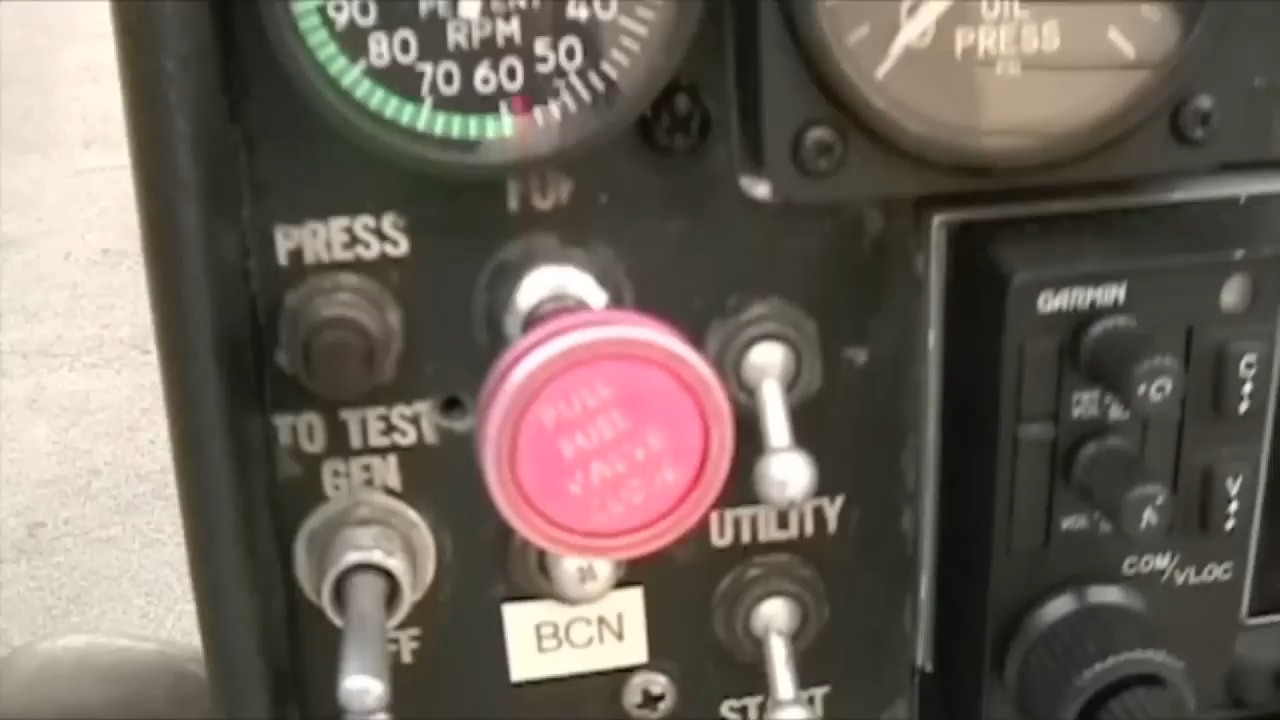 90
40
RPM
80
50
70
60
OIL
PRESS
PRESS
GARMIN
PULL
FUEL
VALVE
TO TEST
GEN
C
UTILITY
V
COM/VLOC
BCN
START